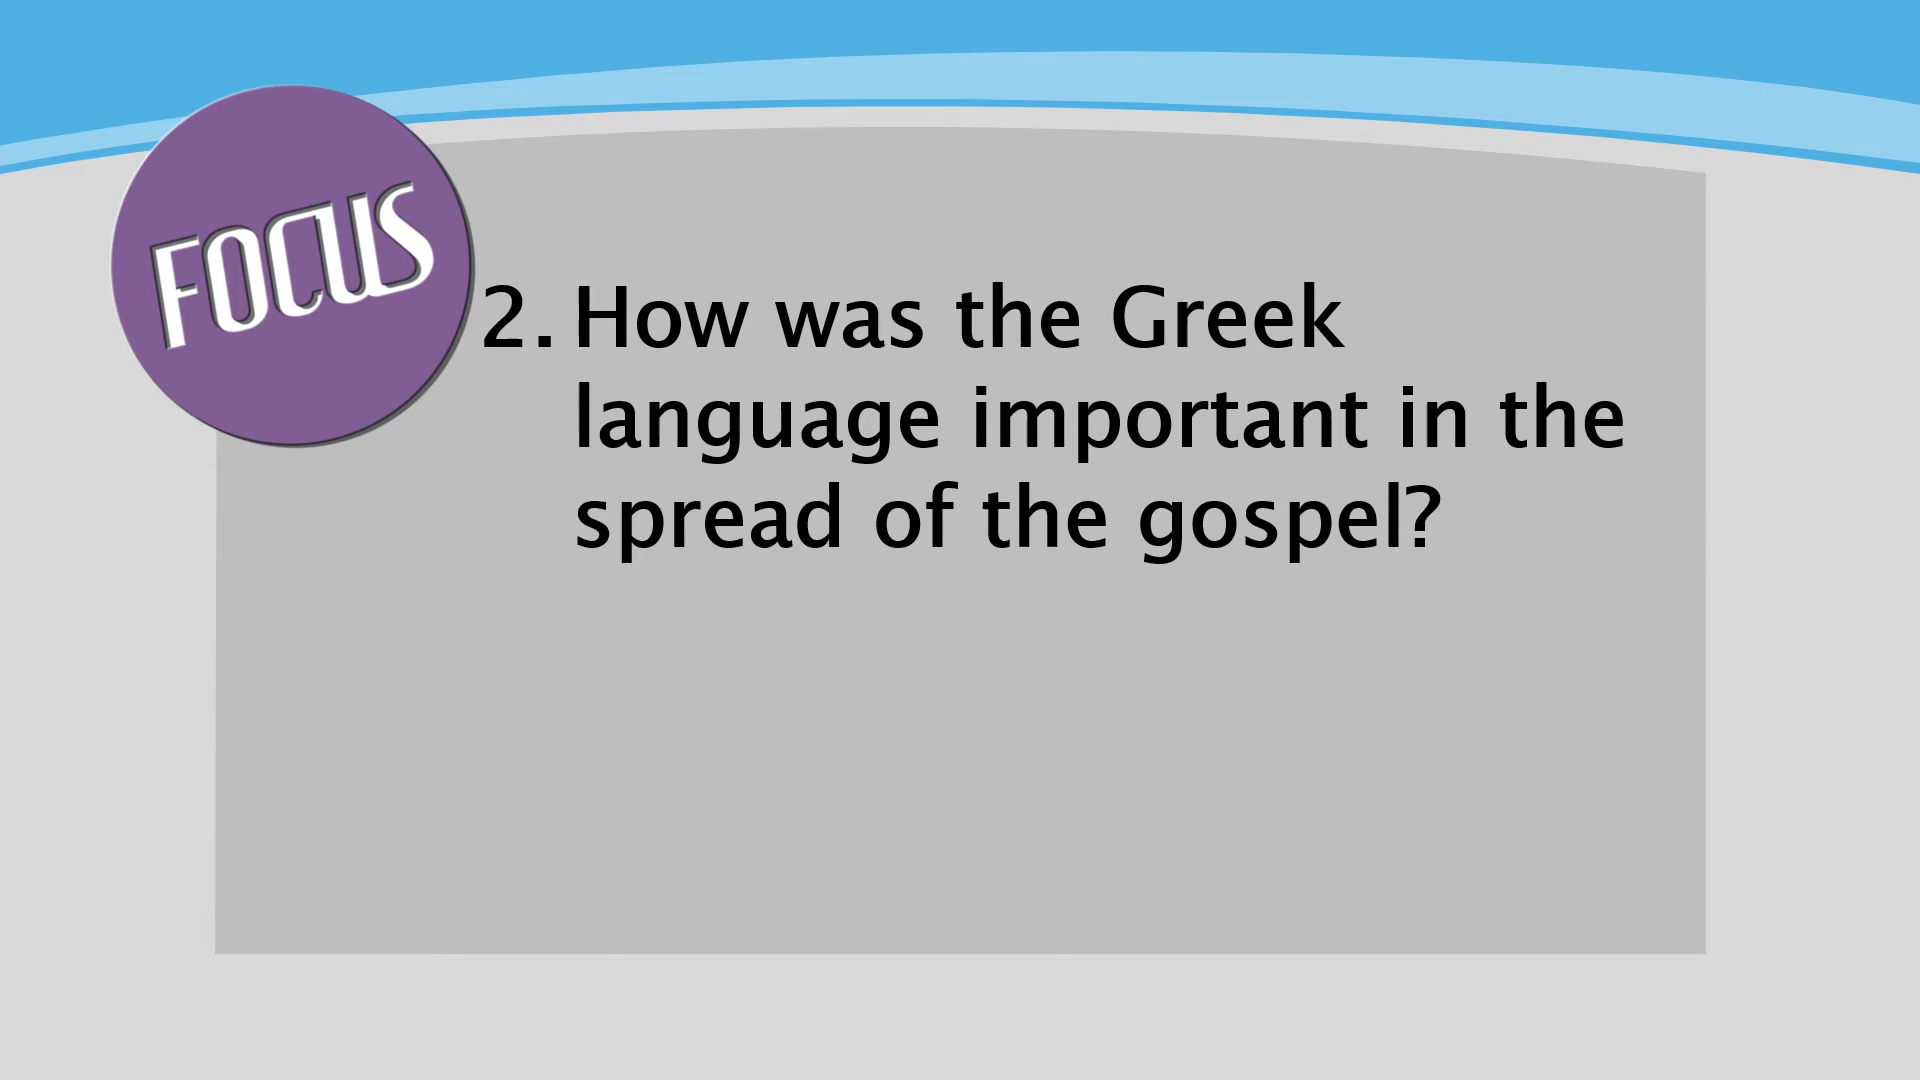 FOCUS
2. How was the Greek
language important in the
spread of the gospel?